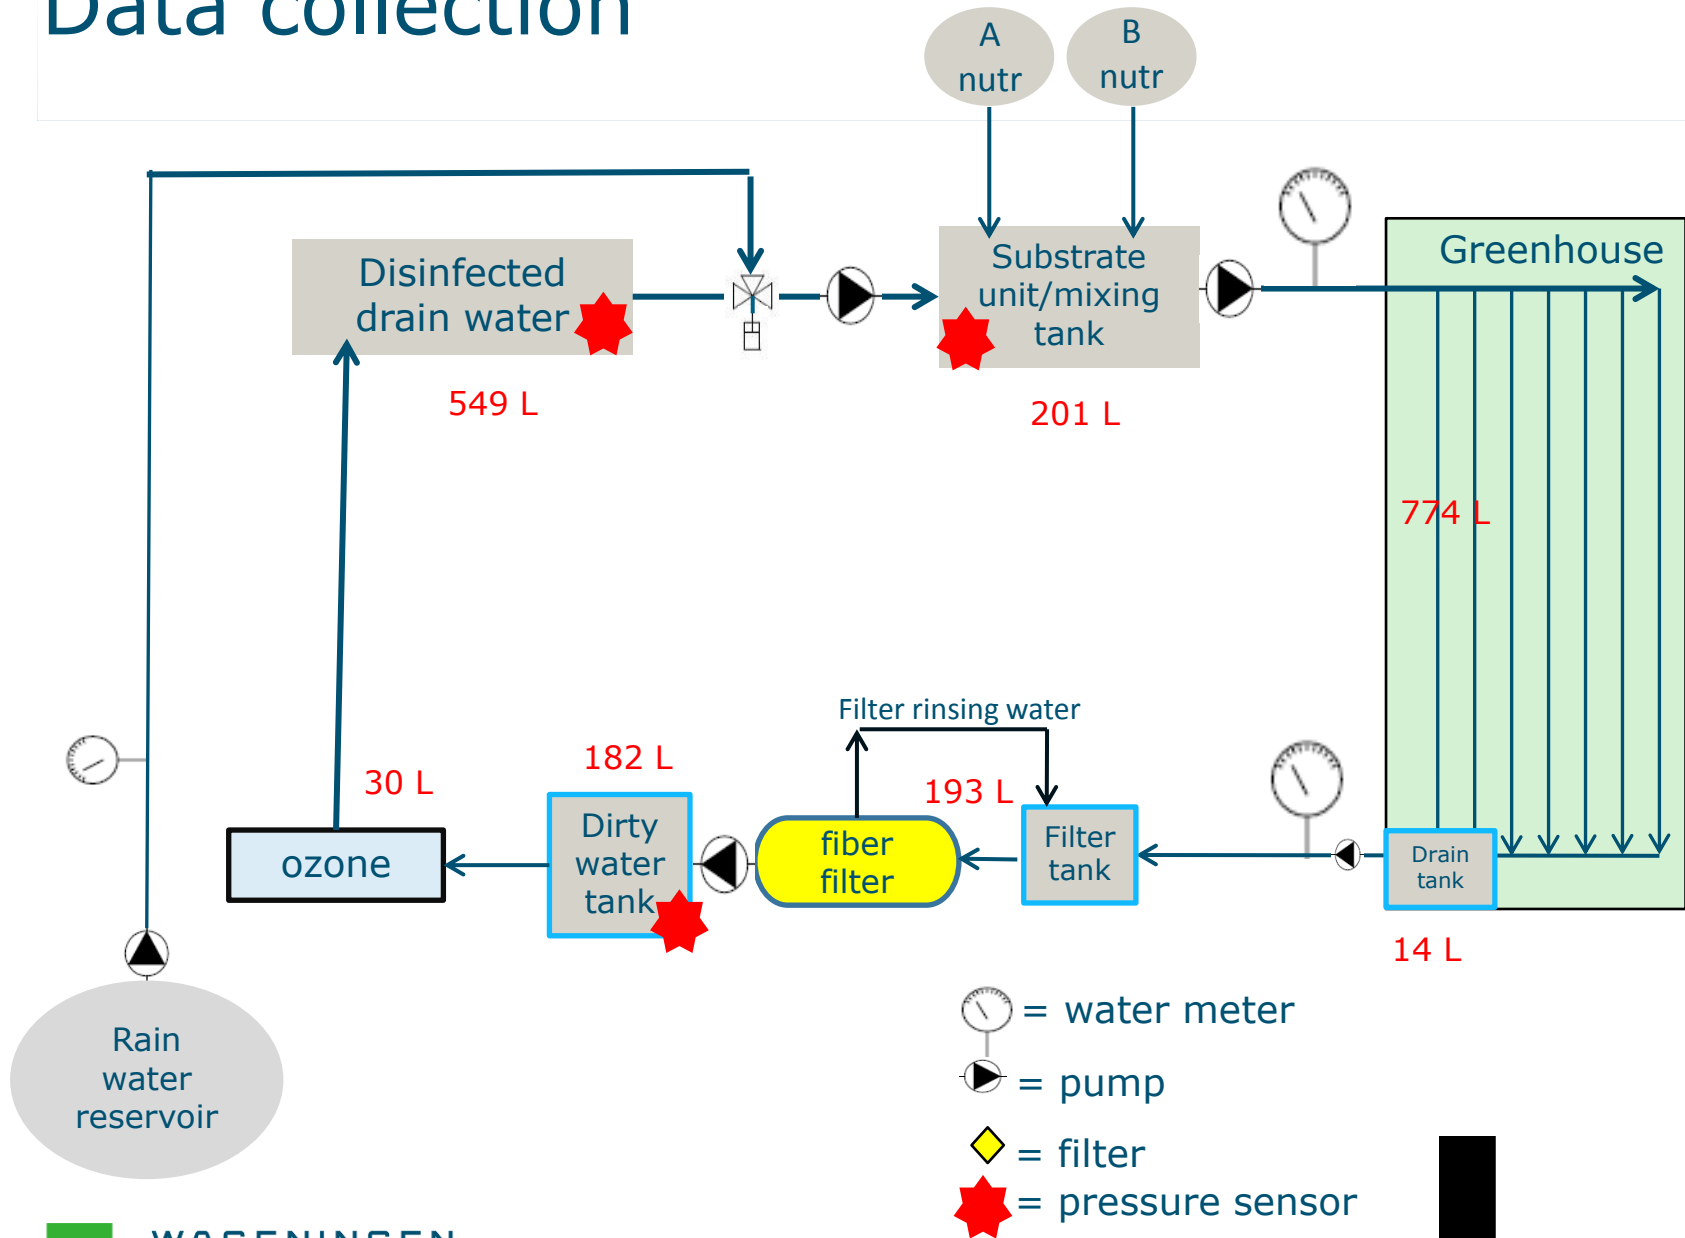 Data collection
A
nutr
B
nutr
Disinfected
drain water
549 L
Substrate
unit/mixing
tank
201 L
Greenhouse
774 L
Filter rinsing water
30 L
182 L
193 L
ozone
Dirty
water
tank
fiber
filter
Filter
tank
Drain
tank
14 L
Rain
water
reservoir
= water meter
= pump
= filter
= pressure sensor
WAGENINGEN